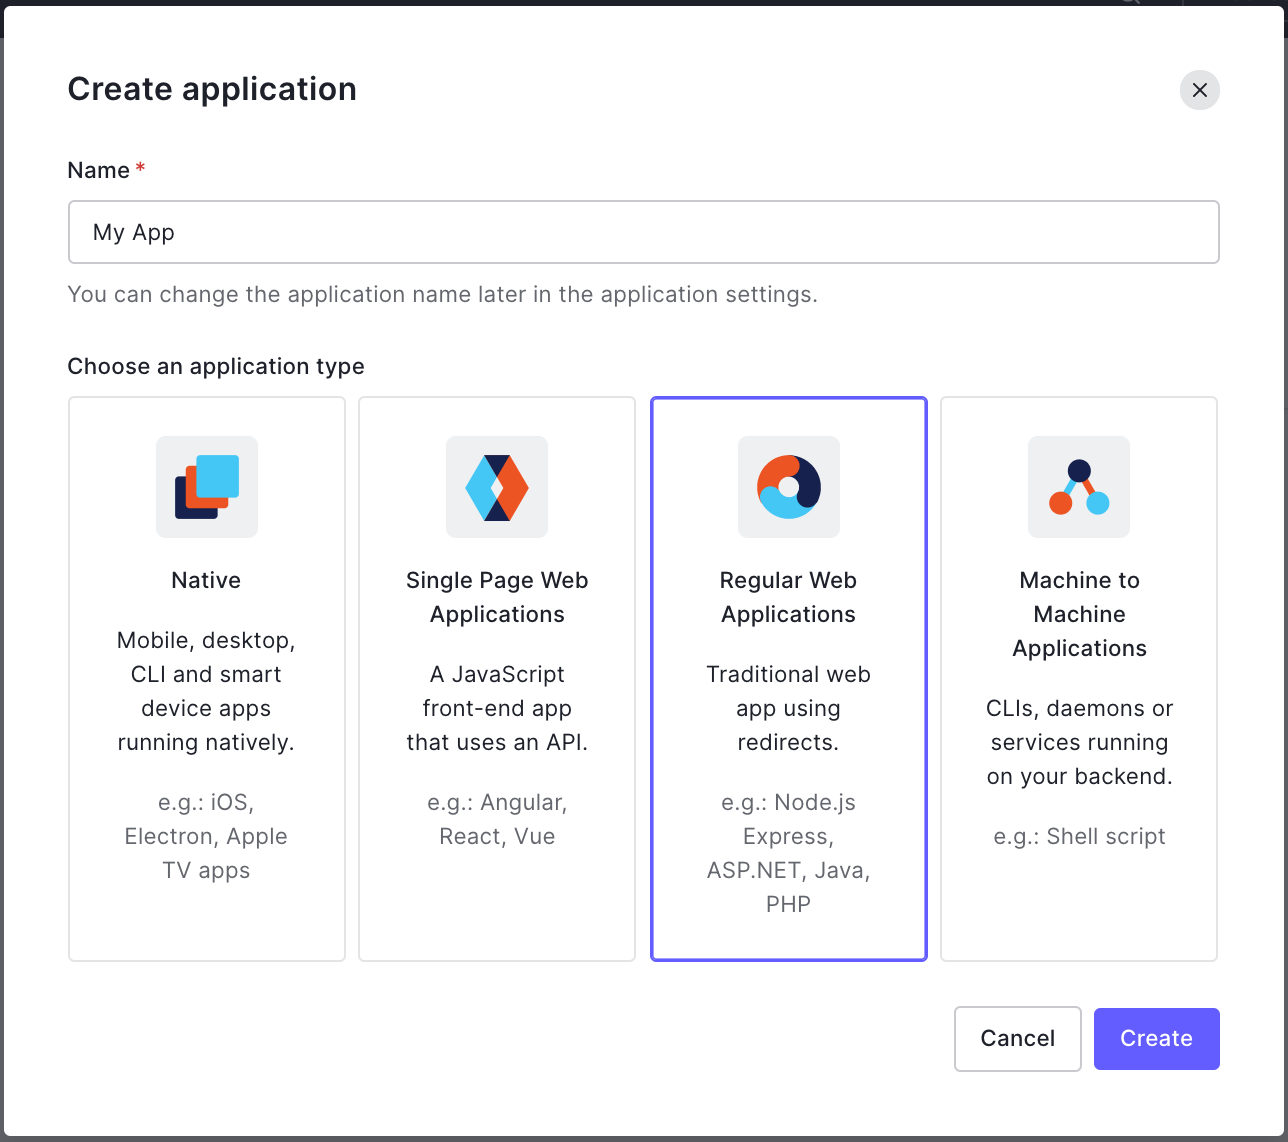 Create application
Name *
My App
You can change the application name later in the application settings.
Choose an application type
Native
Mobile, desktop,
CLI and smart
device apps
running natively.
e.g.: iOS,
Electron, Apple
TV apps
Single Page Web
Applications
A JavaScript
front-end app
that uses an API.
e.g.: Angular,
React, Vue
Regular Web
Applications
Traditional web
app using
redirects.
e.g.: Node.js
Express,
ASP.NET, Java,
PHP
Machine to
Machine
Applications
CLIs, daemons or
services running
on your backend.
e.g.: Shell script
Cancel
Create